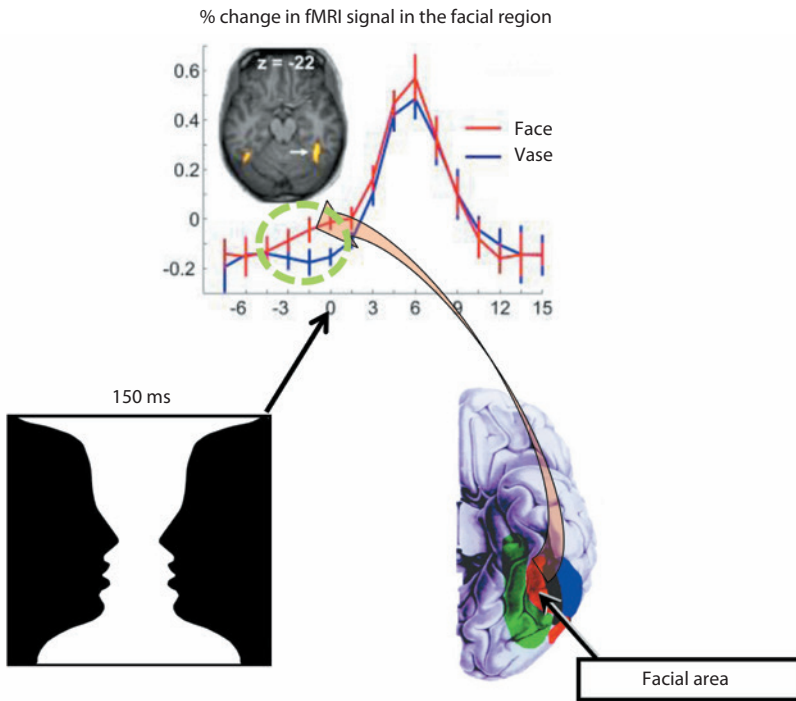 % change in fMRI signal in the facial region
z = -22
0.6
0.4
0.2
0
-0.2
Face
Vase
-6 -3 0 3 6 9 12 15
150 ms
Facial area